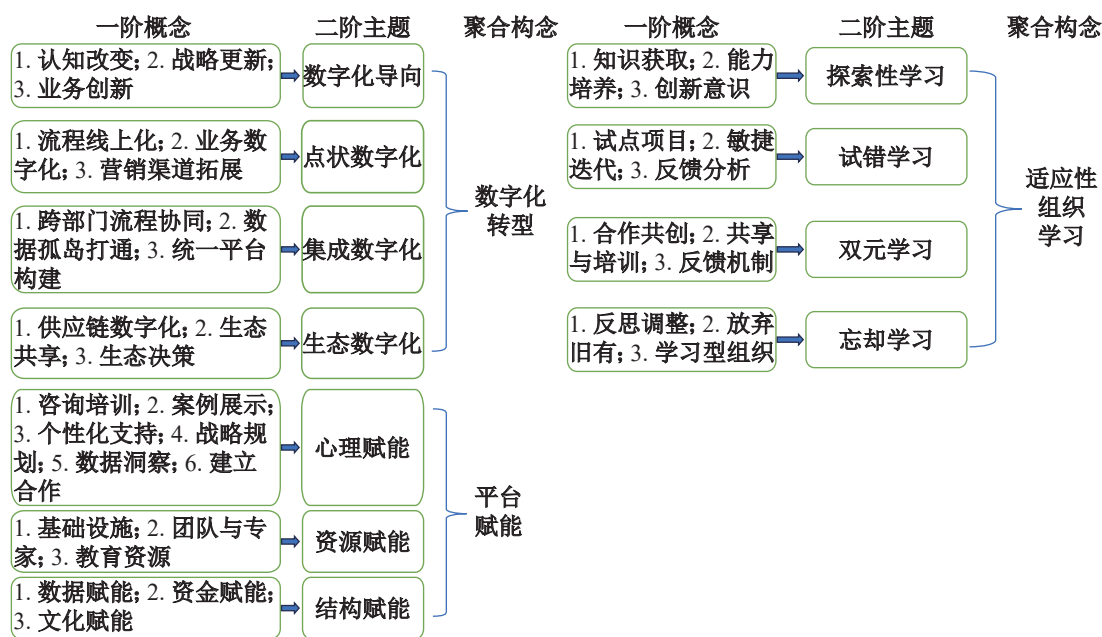 一阶概念
二阶主题
聚合构念
1. 认知改变; 2. 战略更新;
3. 业务创新
数字化导向
1. 流程线上化; 2. 业务数
字化; 3. 营销渠道拓展
点状数字化
1. 跨部门流程协同; 2. 数
据孤岛打通; 3. 统一平台
构建
集成数字化
1. 供应链数字化; 2. 生态
共享; 3. 生态决策
生态数字化
数字化
转型
1. 咨询培训; 2. 案例展示;
3. 个性化支持; 4. 战略规
划; 5. 数据洞察; 6. 建立
合作
心理赋能
1. 基础设施; 2. 团队与专
家; 3. 教育资源
资源赋能
1. 数据赋能; 2. 资金赋能;
3. 文化赋能
结构赋能
平台
赋能
一阶概念
二阶主题
聚合构念
1. 知识获取; 2. 能力
培养; 3. 创新意识
探索性学习
1. 试点项目; 2. 敏捷
迭代; 3. 反馈分析
试错学习
1. 合作共创; 2. 共享
与培训; 3. 反馈机制
双元学习
1. 反思调整; 2. 放弃
旧有; 3. 学习型组织
忘却学习
适应性
组织
学习